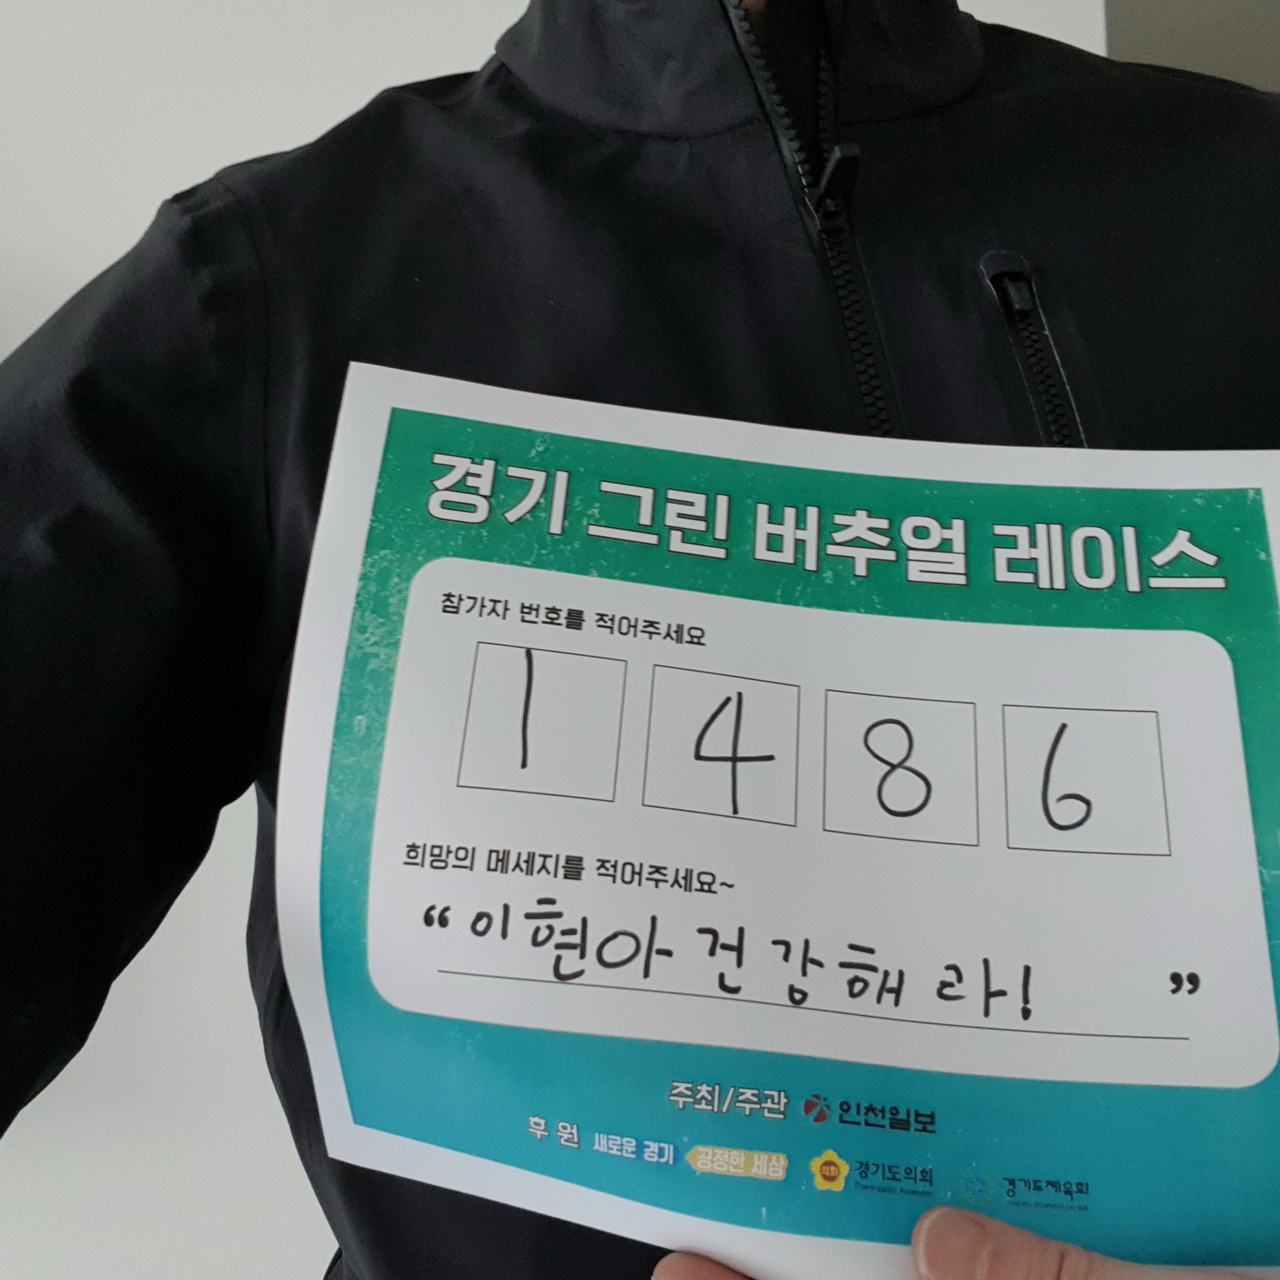 경기 그린 버추얼 레이스
참가자 번호를 적어주세요
1 4 8 6
희망의 메세지를 적어주세요~
“이현아 건강해라! ”
주최/주관 인천일보
후원 새로운 경기 공정한 세상 의회 경기도의회 경기도체육회